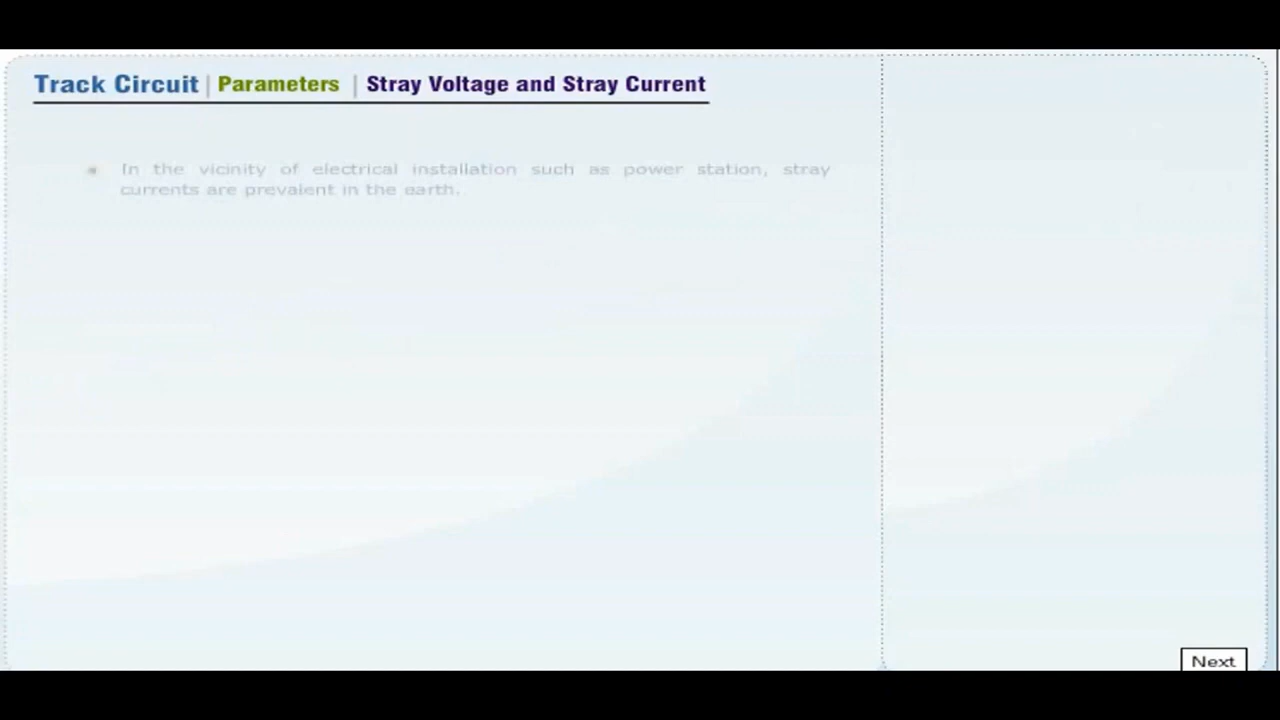 Track Circuit | Parameters | Stray Voltage and Stray Current
In the vicinity of electrical installation such as power station, stray
currents are prevalent in the earth.
Next